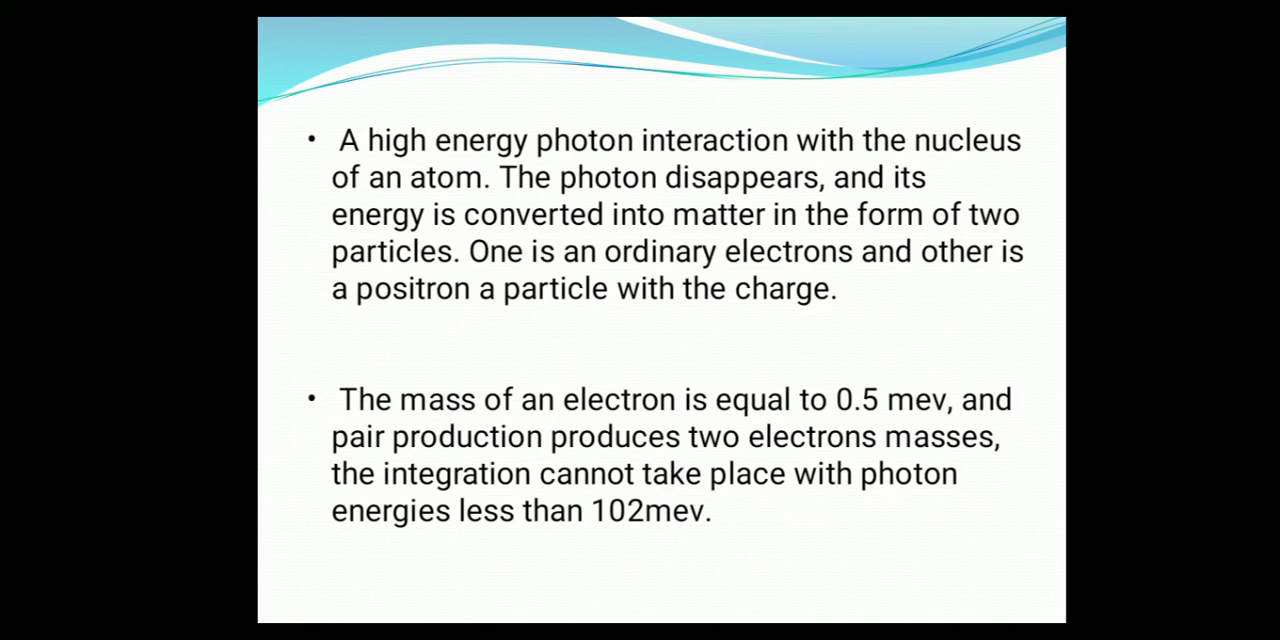 • A high energy photon interaction with the nucleus
of an atom. The photon disappears, and its
energy is converted into matter in the form of two
particles. One is an ordinary electrons and other is
a positron a particle with the charge.
• The mass of an electron is equal to 0.5 mev, and
pair production produces two electrons masses,
the integration cannot take place with photon
energies less than 102mev.